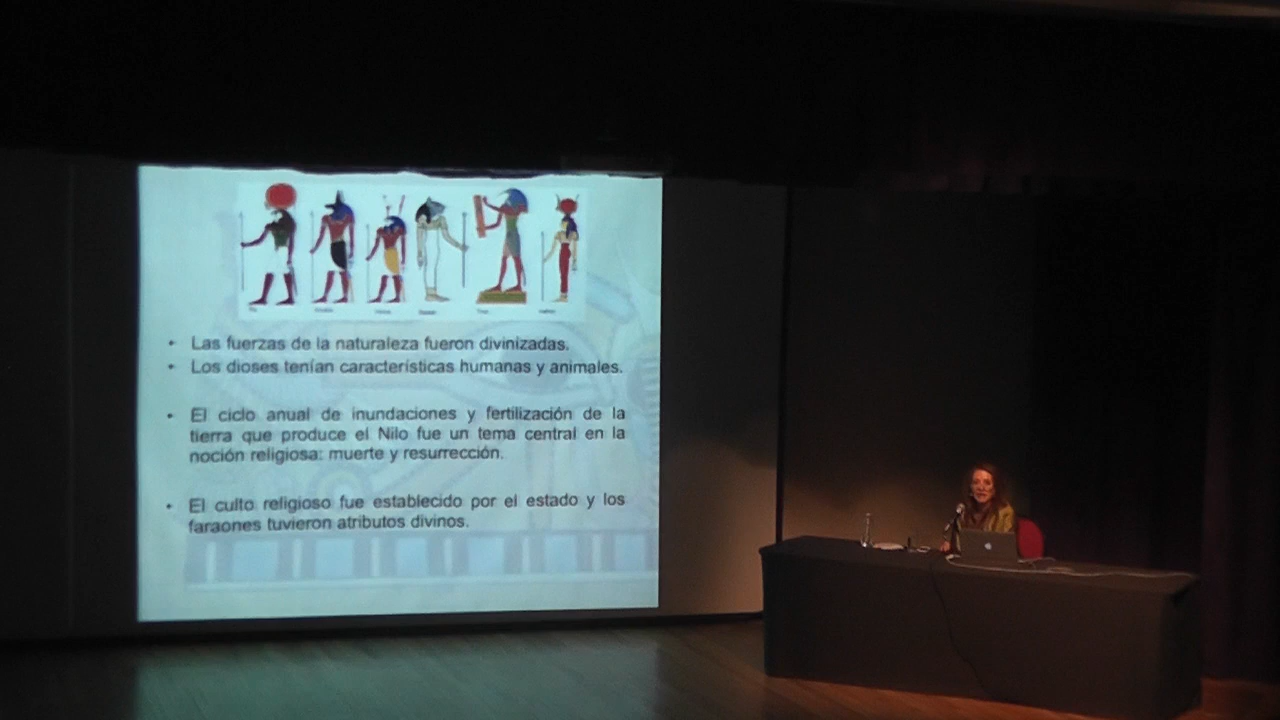 • Las fuerzas de la naturaleza fueron divinizadas.
• Los dioses tenían características humanas y animales.
• El ciclo anual de inundaciones y fertilización de la
tierra que produce el Nilo fue un tema central en la
noción religiosa: muerte y resurrección.
• El culto religioso fue establecido por el estado y los
faraones tuvieron atributos divinos.